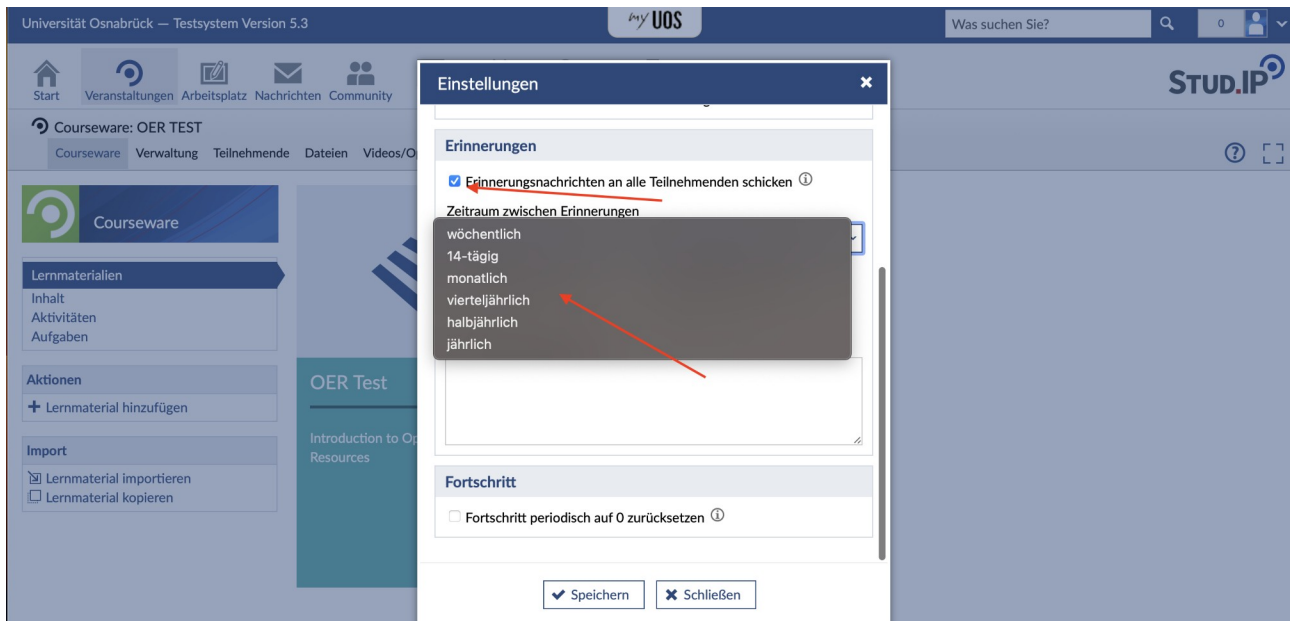 Universität Osnabrück — Testsystem Version 5.3
my UOS
Was suchen Sie?
0
Start
Veranstaltungen
Arbeitsplatz
Nachrichten
Community
STUD.IP
Courseware: OER TEST
Courseware
Verwaltung
Teilnehmende
Dateien
Courseware
Lernmaterialien
Inhalt
Aktivitäten
Aufgaben
Aktionen
Lernmaterial hinzufügen
Import
Lernmaterial importieren
Lernmaterial kopieren
OER Test
Introduction to
Resources
Einstellungen
Erinnerungen
Erinnerungsnachrichten an alle Teilnehmenden schicken
Zeitraum zwischen Erinnerungen
wöchentlich
14-tägig
monatlich
vierteljährlich
halbjährlich
jährlich
Fortschritt
Fortschritt periodisch auf 0 zurücksetzen
Speichern
Schließen